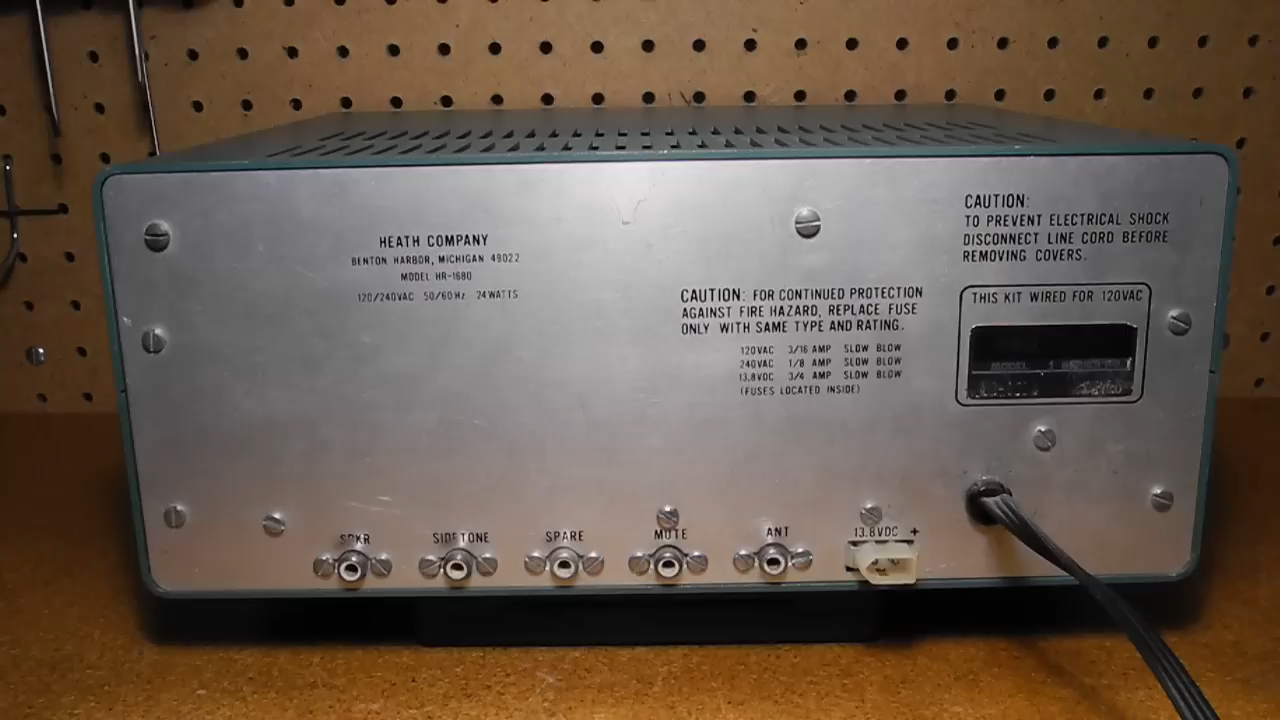 HEATH COMPANY
BENTON HARBOR, MICHIGAN 49022
MODEL HR-1680
120/240VAC 50/60Hz 24WATTS
CAUTION: FOR CONTINUED PROTECTION
AGAINST FIRE HAZARD, REPLACE FUSE
ONLY WITH SAME TYPE AND RATING.
120VAC 3/16 AMP SLOW BLOW
240VAC 1/8 AMP SLOW BLOW
13.8VDC 3/4 AMP SLOW BLOW
(FUSES LOCATED INSIDE)
CAUTION:
TO PREVENT ELECTRICAL SHOCK
DISCONNECT LINE CORD BEFORE
REMOVING COVERS.
THIS KIT WIRED FOR 120VAC
MODEL
SPKR
SIDETONE
SPARE
MUTE
ANT
13.8VDC +